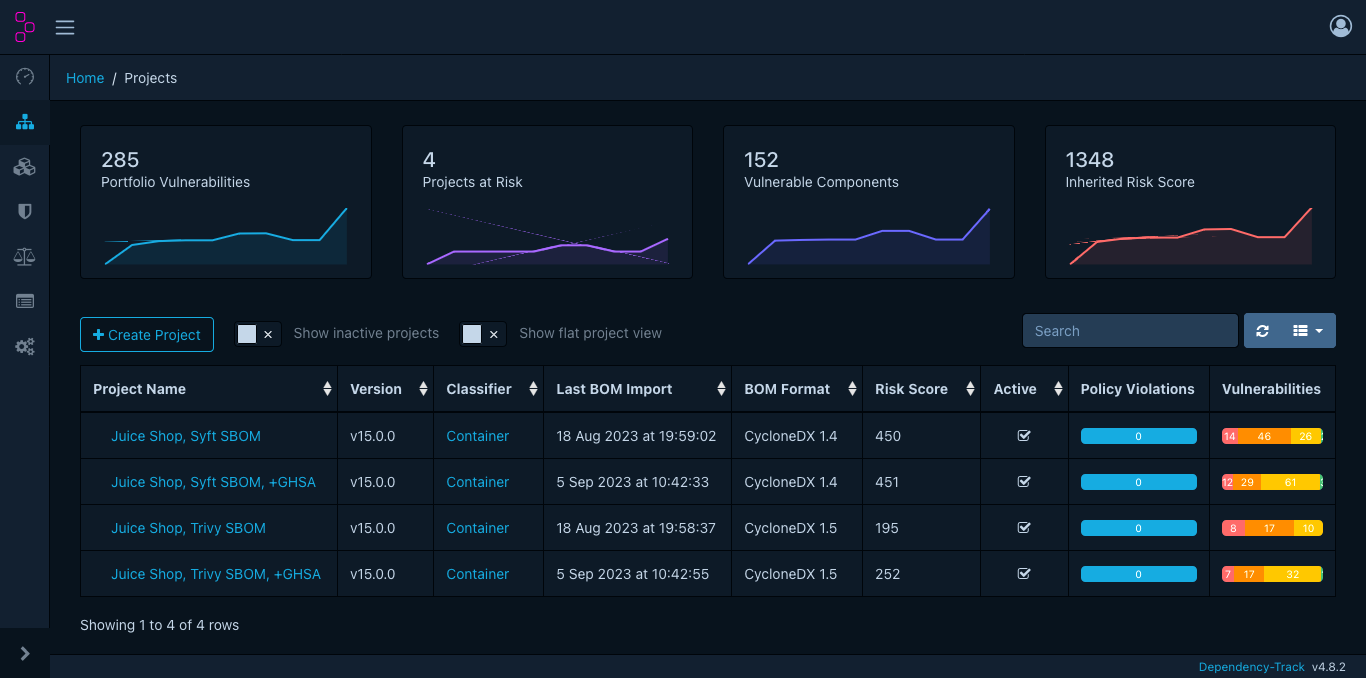 Home / Projects
285
Portfolio Vulnerabilities
4
Projects at Risk
152
Vulnerable Components
1348
Inherited Risk Score
Create Project
Show inactive projects
Show flat project view
Search
Project Name Version Classifier Last BOM Import BOM Format Risk Score Active Policy Violations Vulnerabilities
Juice Shop, Syft SBOM v15.0.0 Container 18 Aug 2023 at 19:59:02 CycloneDX 1.4 450 0 14 46 26
Juice Shop, Syft SBOM, +GHSA v15.0.0 Container 5 Sep 2023 at 10:42:33 CycloneDX 1.4 451 0 12 29 61
Juice Shop, Trivy SBOM v15.0.0 Container 18 Aug 2023 at 19:58:37 CycloneDX 1.5 195 0 8 17 10
Juice Shop, Trivy SBOM, +GHSA v15.0.0 Container 5 Sep 2023 at 10:42:55 CycloneDX 1.5 252 0 7 17 32
Showing 1 to 4 of 4 rows
Dependency-Track v4.8.2